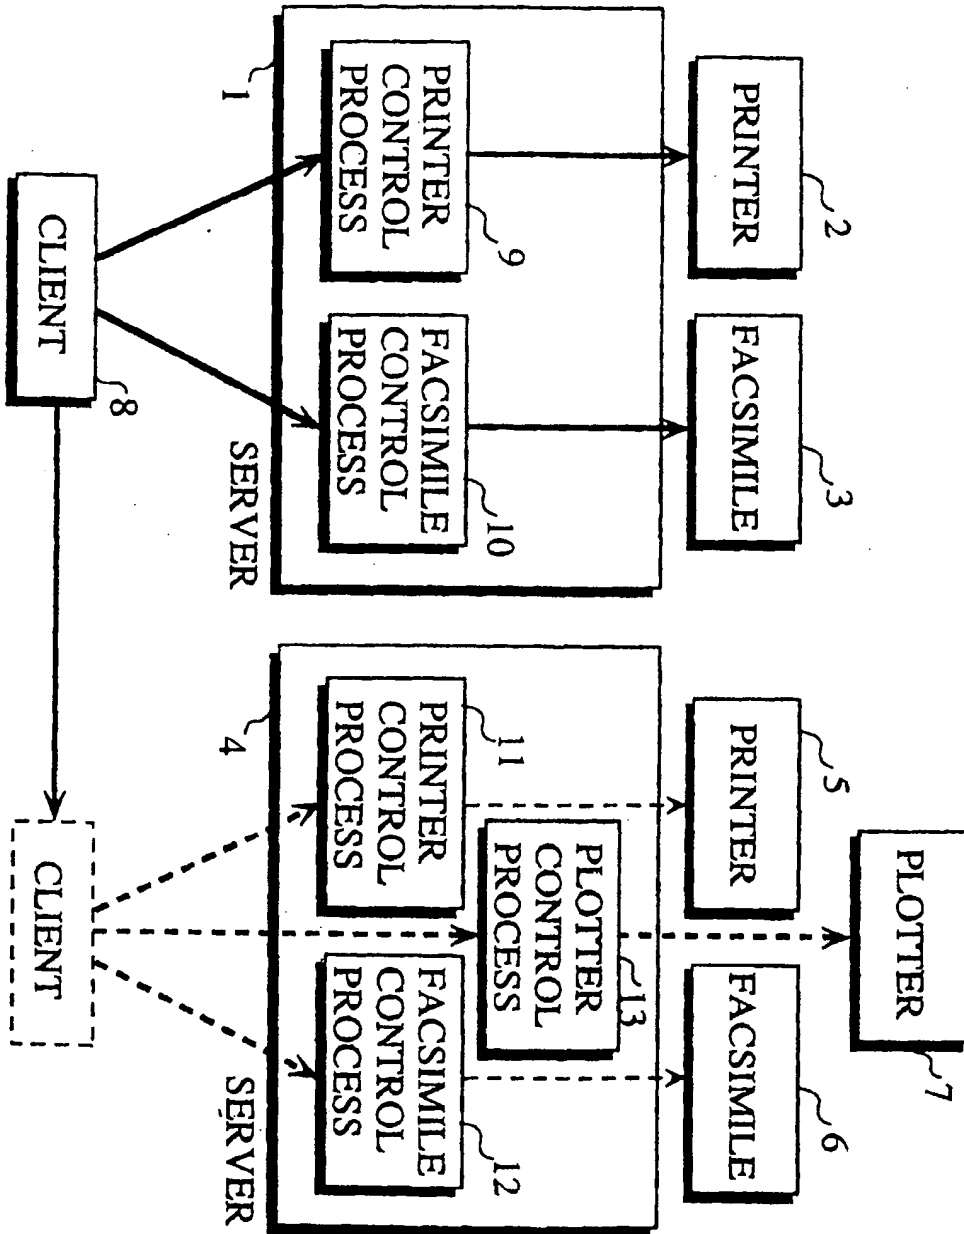 PLOTTER
7
PRINTER
2
FACSIMILE
3
PRINTER
5
FACSIMILE
6
PRINTER
CONTROL
PROCESS
9
FACSIMILE
CONTROL
PROCESS
10
PRINTER
CONTROL
PROCESS
11
PLOTTER
CONTROL
PROCESS
13
FACSIMILE
CONTROL
PROCESS
12
1
SERVER
4
SERVER
CLIENT
8
CLIENT